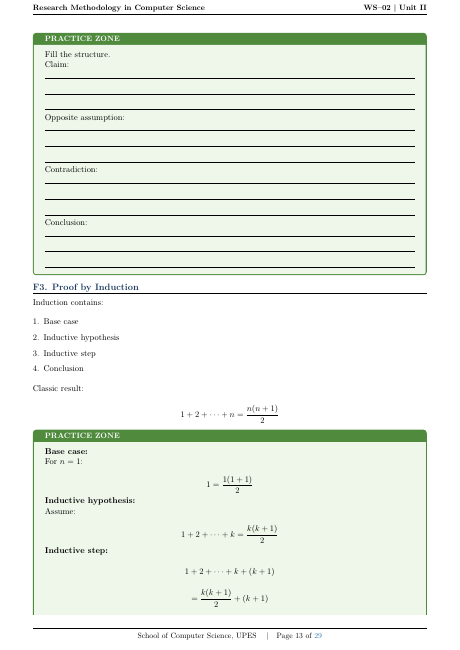 Research Methodology in Computer Science WS–02 | Unit II
PRACTICE ZONE
Fill the structure.
Claim:
Opposite assumption:
Contradiction:
Conclusion:
F3. Proof by Induction
Induction contains:
1. Base case
2. Inductive hypothesis
3. Inductive step
4. Conclusion
Classic result:
1 + 2 + · · · + n = n(n + 1)/2
PRACTICE ZONE
Base case:
For n = 1:
1 = 1(1 + 1)/2
Inductive hypothesis:
Assume:
1 + 2 + · · · + k = k(k + 1)/2
Inductive step:
1 + 2 + · · · + k + (k + 1)
= k(k + 1)/2 + (k + 1)
School of Computer Science, UPES | Page 13 of 29